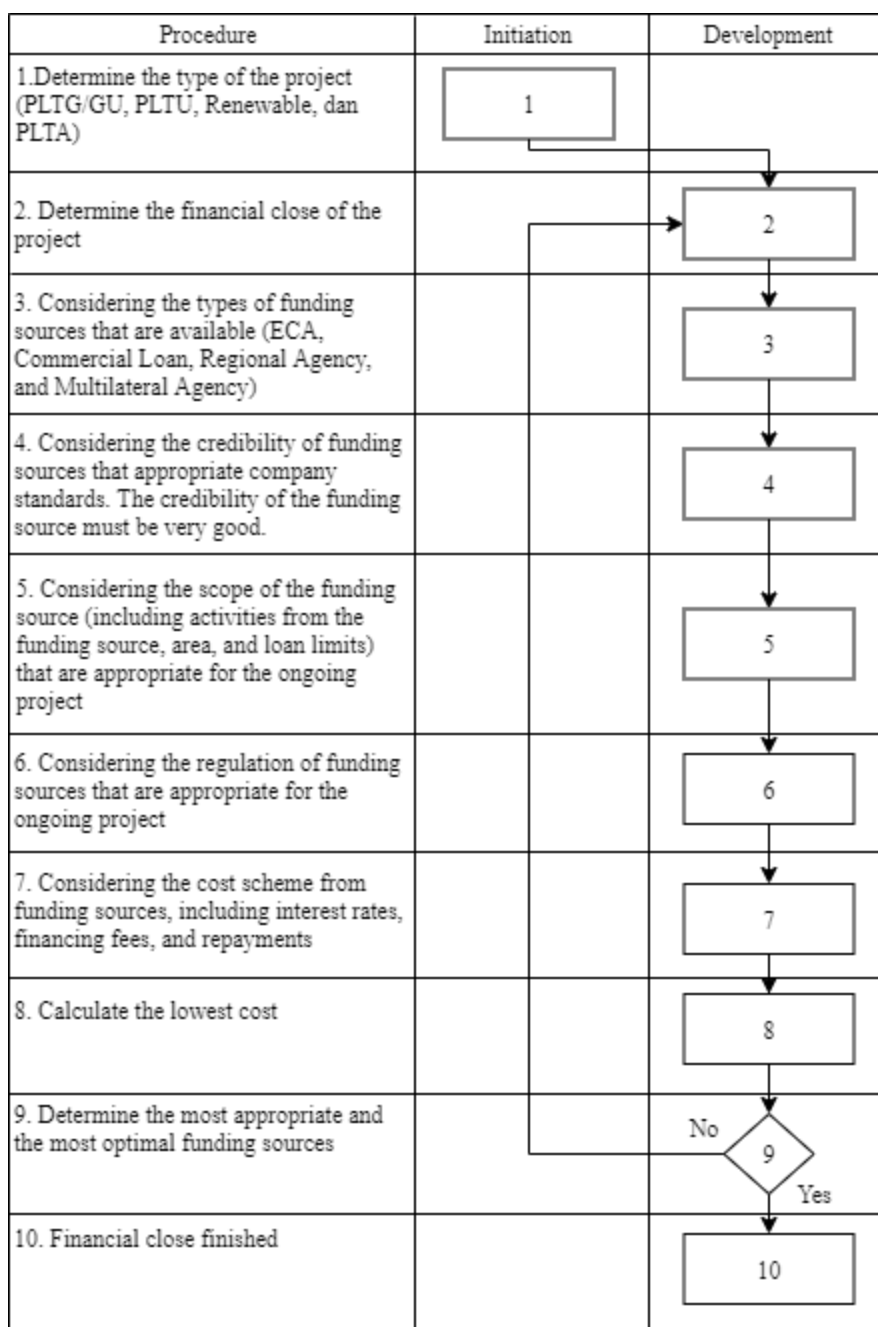 Procedure
Initiation
Development
1.Determine the type of the project
(PLTG/GU, PLTU, Renewable, dan
PLTA)
1
2. Determine the financial close of the
project
2
3. Considering the types of funding
sources that are available (ECA,
Commercial Loan, Regional Agency,
and Multilateral Agency)
3
4. Considering the credibility of funding
sources that appropriate company
standards. The credibility of the funding
source must be very good.
4
5. Considering the scope of the funding
source (including activities from the
funding source, area, and loan limits)
that are appropriate for the ongoing
project
5
6. Considering the regulation of funding
sources that are appropriate for the
ongoing project
6
7. Considering the cost scheme from
funding sources, including interest rates,
financing fees, and repayments
7
8. Calculate the lowest cost
8
9. Determine the most appropriate and
the most optimal funding sources
No
9
Yes
10. Financial close finished
10